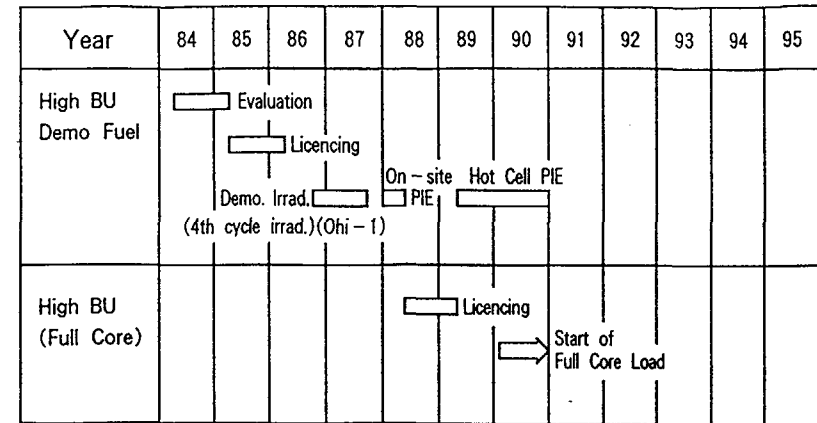 Year 84 85 86 87 88 89 90 91 92 93 94 95
High BU
Demo Fuel
Evaluation
Licencing
On-site Hot Cell PIE
Demo. Irrad. PIE
(4th cycle irrad.)(Ohi-1)
High BU
(Full Core)
Licencing
Start of
Full Core Load